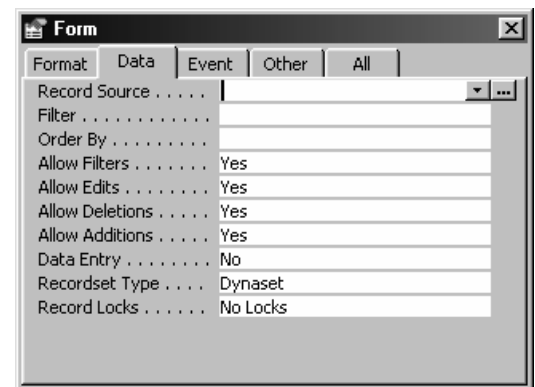 Form
Format Data Event Other All
Record Source . . . . .
Filter . . . . . . . . . . . .
Order By . . . . . . . . .
Allow Filters . . . . . . . Yes
Allow Edits . . . . . . . . Yes
Allow Deletions . . . . . Yes
Allow Additions . . . . . Yes
Data Entry . . . . . . . . No
Recordset Type . . . . Dynaset
Record Locks . . . . . . No Locks